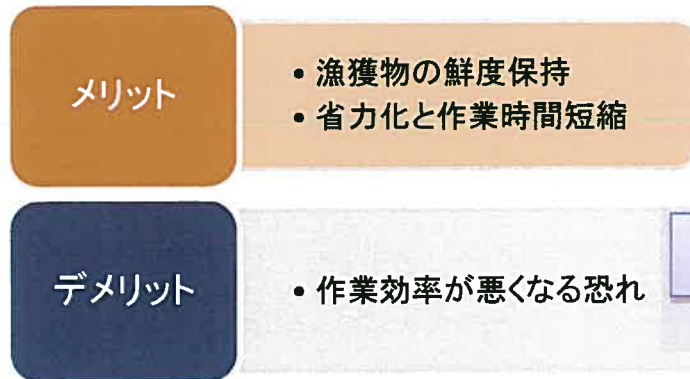 メリット
• 漁獲物の鮮度保持
• 省力化と作業時間短縮
デメリット
• 作業効率が悪くなる恐れ